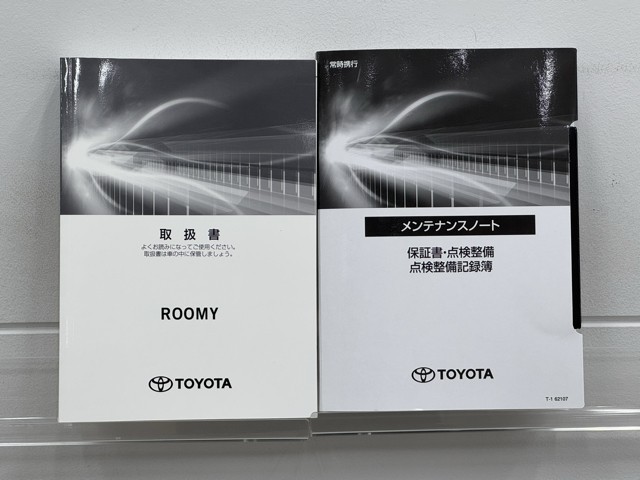 取扱書
よくお読みになってご使用ください。
取扱書は車の中に保管しましょう。
ROOMY
TOYOTA
常時携行
メンテナンスノート
保証書・点検整備
点検整備記録簿
TOYOTA
T-1 62107